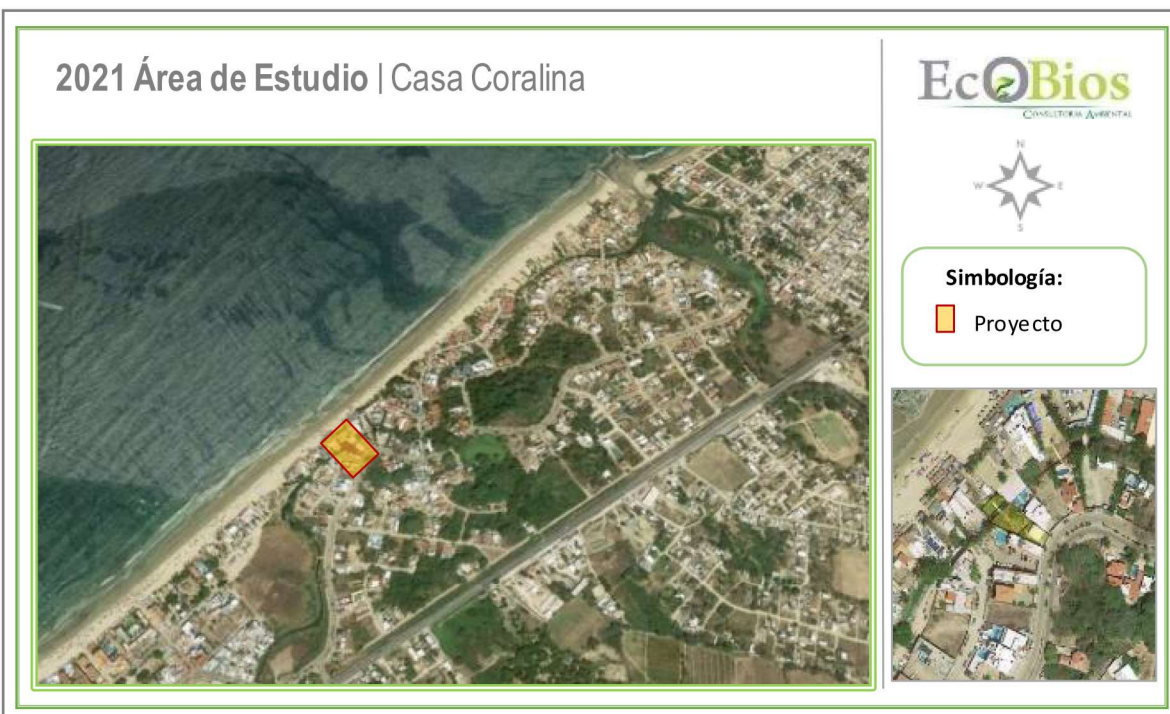 2021 Área de Estudio | Casa Coralina
EcOBios
CONSULTORIA AMBIENTAL
N
W E
S
Simbología:
Proyecto